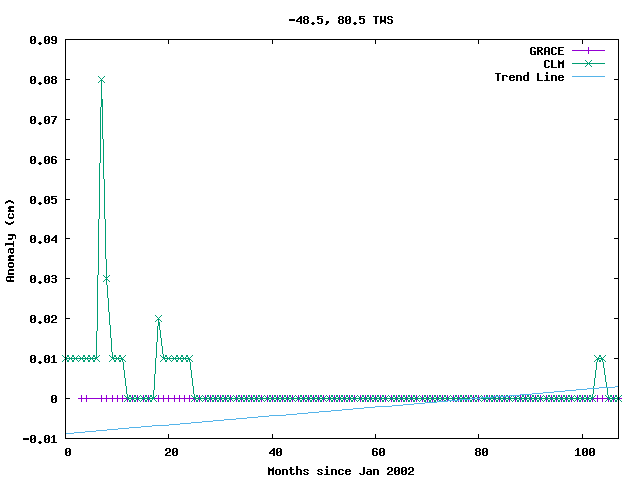 -48.5, 80.5 TWS
0.09
0.08
0.07
0.06
0.05
0.04
0.03
0.02
0.01
0
-0.01
Anomaly (cm)
GRACE
CLM
Trend Line
0 20 40 60 80 100
Months since Jan 2002